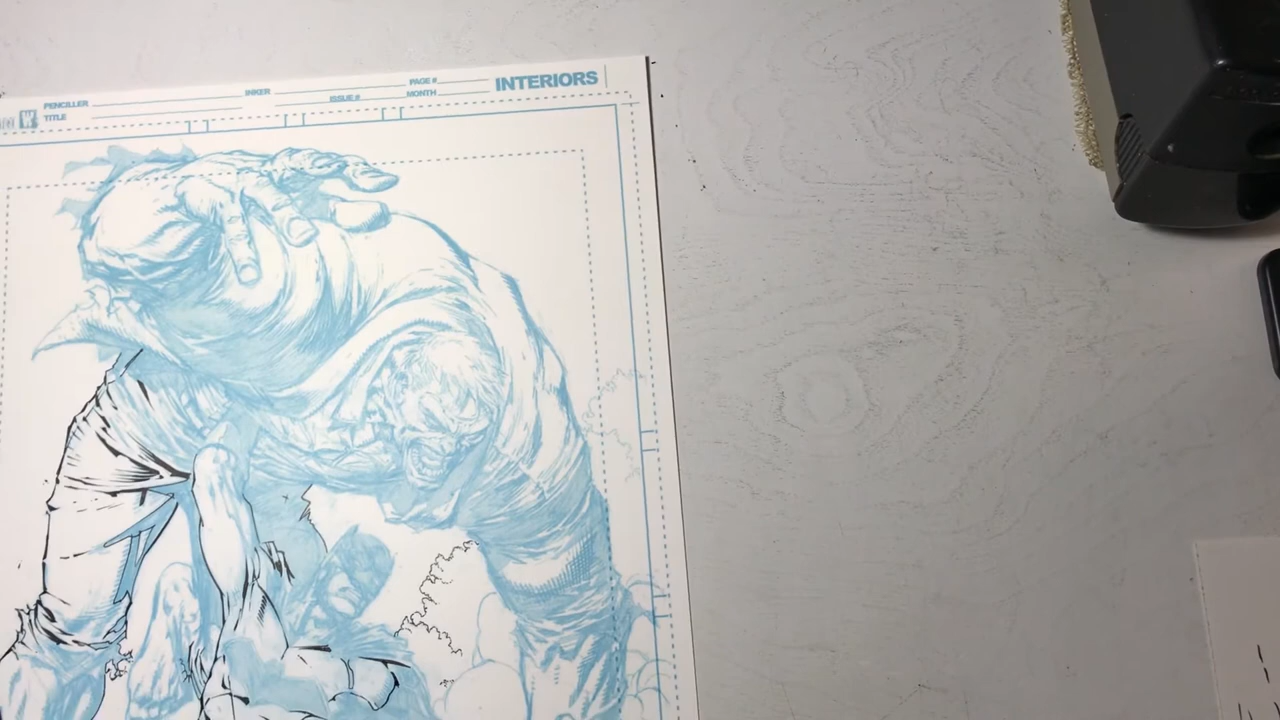 PENCILLER INKER PAGE # INTERIORS
TITLE ISSUE # MONTH
W